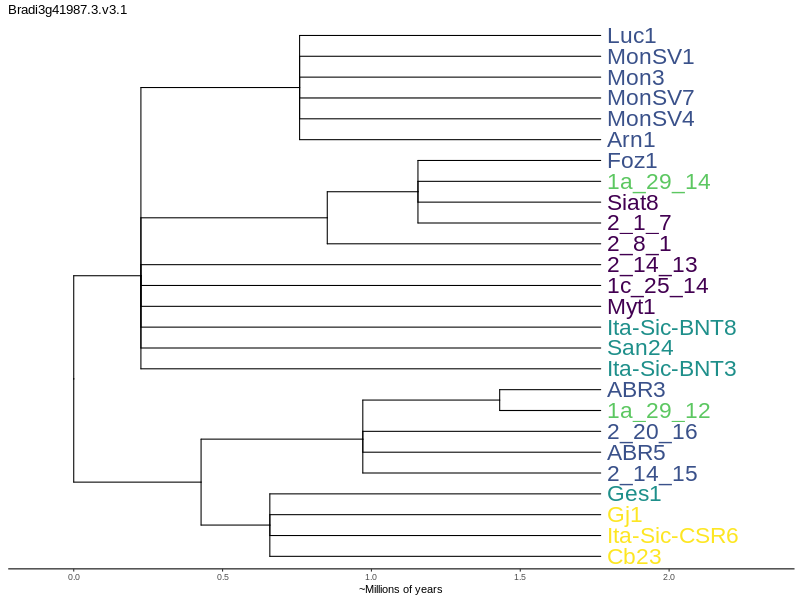 Bradi3g41987.3.v3.1
Luc1
MonSV1
Mon3
MonSV7
MonSV4
Arn1
Foz1
1a_29_14
Siat8
2_1_7
2_8_1
2_14_13
1c_25_14
Myt1
Ita-Sic-BNT8
San24
Ita-Sic-BNT3
ABR3
1a_29_12
2_20_16
ABR5
2_14_15
Ges1
Gj1
Ita-Sic-CSR6
Cb23
0.0 0.5 1.0 1.5 2.0
~Millions of years